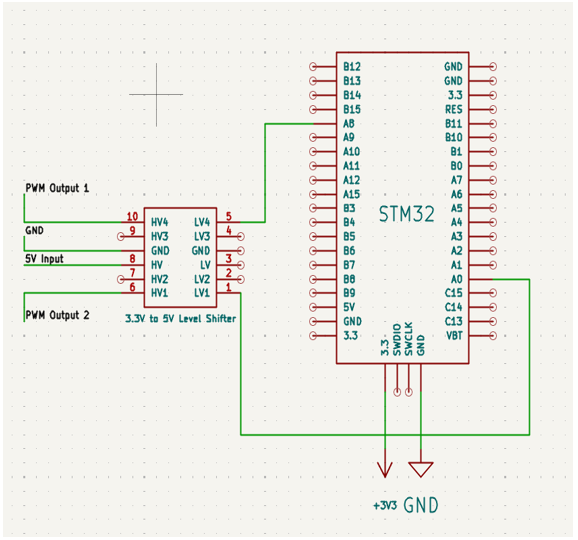 B12 GND
B13 GND
B14 3.3
B15 RES
A8 B11
A9 B10
A10 B1
A11 B0
A12 A7
A15 A6
B3 A5
B4 STM32 A4
B5 A3
B6 A2
B7 A1
B8 A0
B9 C15
5V C14
GND C13
3.3 VBT
3.3 SWDIO SWCLK GND
PWM Output 1
10 HV4 LV4 5
GND 9 HV3 LV3 4
GND GND
5V Input 8 HV LV 3
7 HV2 LV2 2
6 HV1 LV1 1
PWM Output 2
3.3V to 5V Level Shifter
+3V3 GND